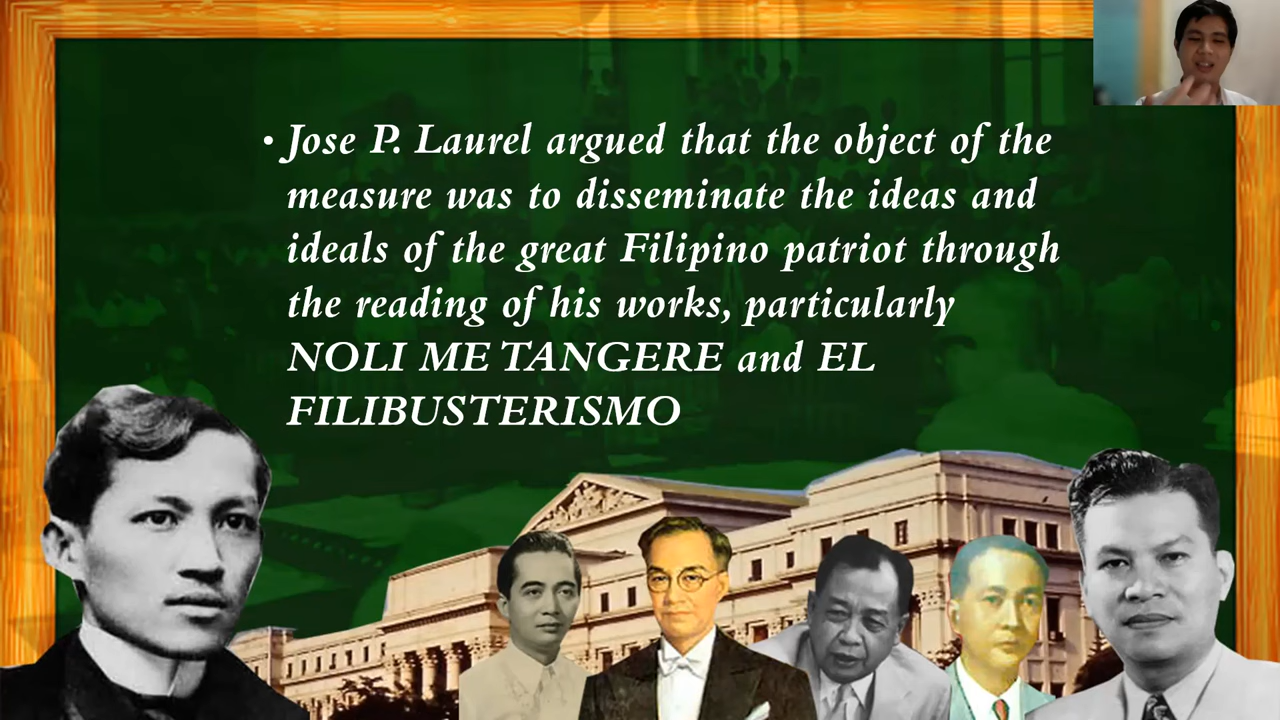 • Jose P. Laurel argued that the object of the
measure was to disseminate the ideas and
ideals of the great Filipino patriot through
the reading of his works, particularly
NOLI ME TANGERE and EL
FILIBUSTERISMO